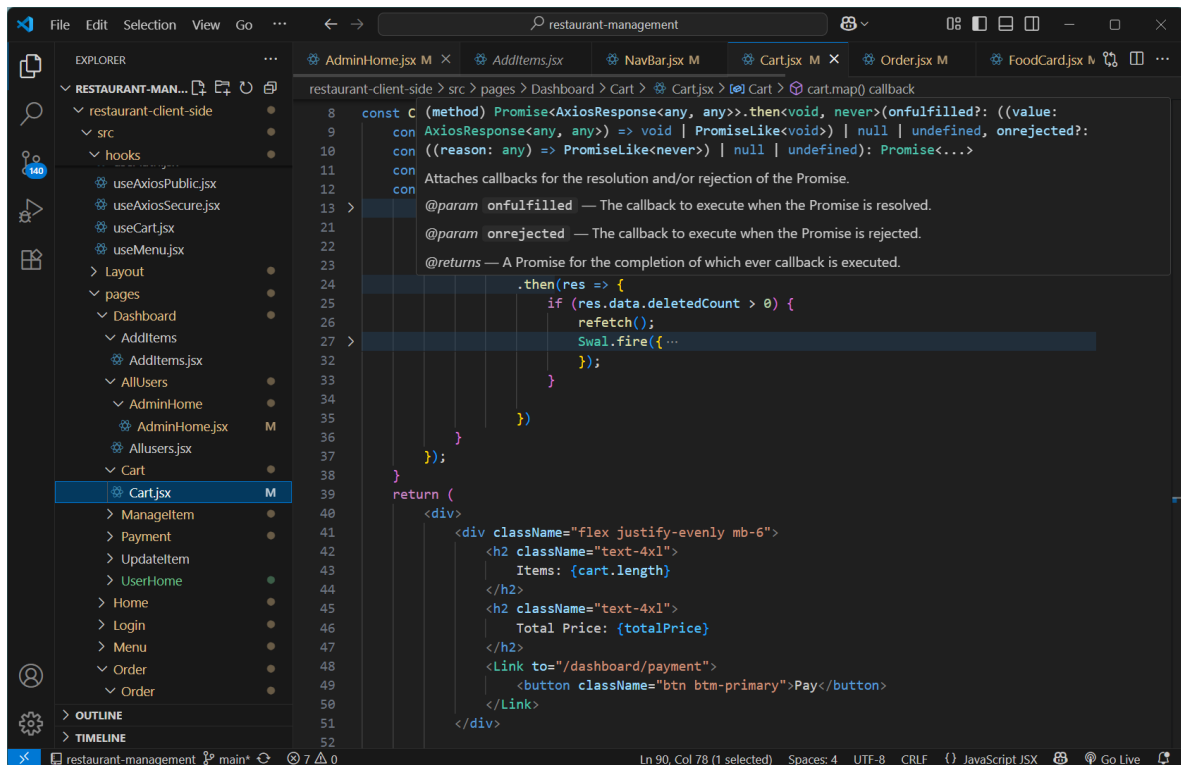 File Edit Selection View Go ··· restaurant-management
EXPLORER ···
RESTAURANT-MAN...
restaurant-client-side
src
hooks
useAxiosPublic.jsx
useAxiosSecure.jsx
useCart.jsx
useMenu.jsx
Layout
pages
Dashboard
AddItems
AddItems.jsx
AllUsers
AdminHome
AdminHome.jsx M
Allusers.jsx
Cart
Cart.jsx M
ManageItem
Payment
UpdateItem
UserHome
Home
Login
Menu
Order
Order
OUTLINE
TIMELINE
140
AdminHome.jsx M AddItems.jsx NavBar.jsx M Cart.jsx M Order.jsx M FoodCard.jsx M ···
restaurant-client-side > src > pages > Dashboard > Cart > Cart.jsx > Cart > cart.map() callback
(method) Promise<AxiosResponse<any, any>>.then<void, never>(onfulfilled?: ((value:
AxiosResponse<any, any>) => void | PromiseLike<void>) | null | undefined, onrejected?:
((reason: any) => PromiseLike<never>) | null | undefined): Promise<...>
Attaches callbacks for the resolution and/or rejection of the Promise.
@param onfulfilled — The callback to execute when the Promise is resolved.
@param onrejected — The callback to execute when the Promise is rejected.
@returns — A Promise for the completion of which ever callback is executed.
8 const C
9 con
10 con
11 con
12 con
13
21
22
23
24 .then(res => {
25 if (res.data.deletedCount > 0) {
26 refetch();
27 Swal.fire({ ···
32 });
33 }
34
35 })
36 }
37 });
38 }
39 return (
40 <div>
41 <div className="flex justify-evenly mb-6">
42 <h2 className="text-4xl">
43 Items: {cart.length}
44 </h2>
45 <h2 className="text-4xl">
46 Total Price: {totalPrice}
47 </h2>
48 <Link to="/dashboard/payment">
49 <button className="btn btm-primary">Pay</button>
50 </Link>
51 </div>
52
restaurant-management main* 7 0 Ln 90, Col 78 (1 selected) Spaces: 4 UTF-8 CRLF {} JavaScript JSX Go Live